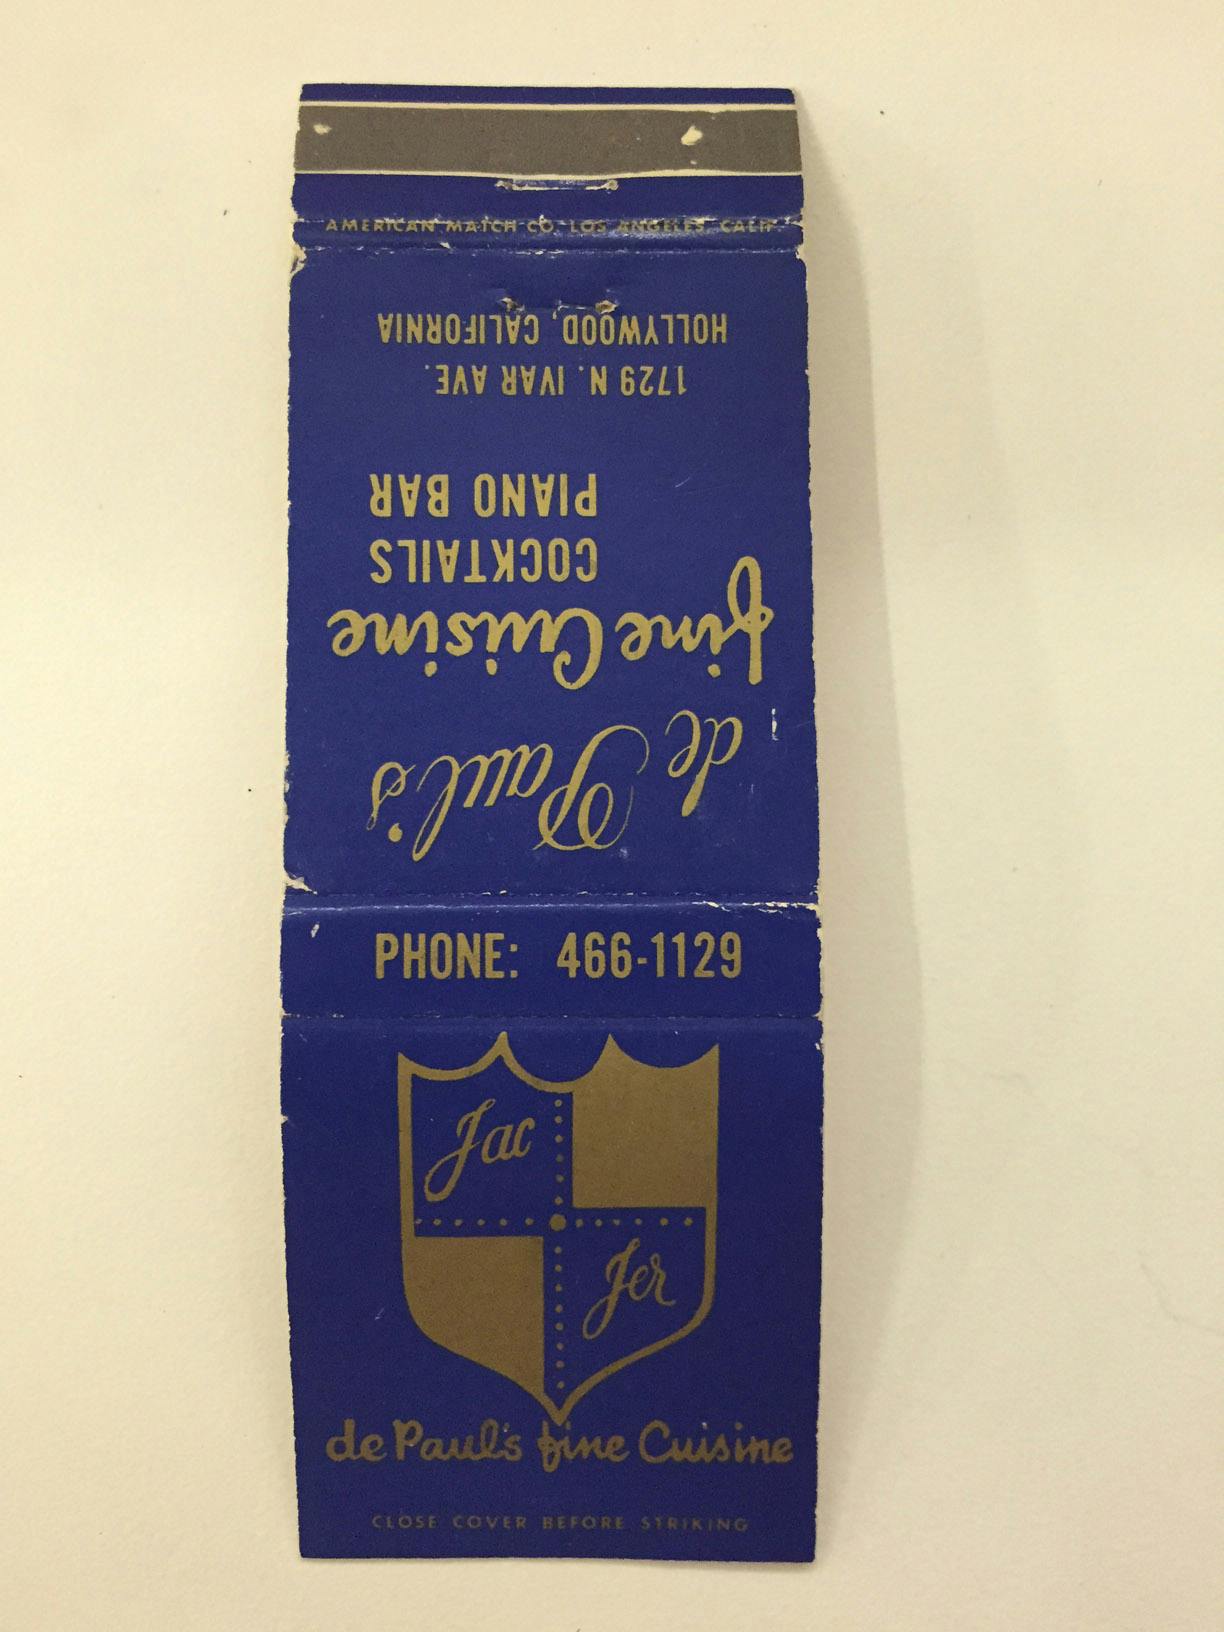 AMERICAN MATCH CO. LOS ANGELES, CALIF.
de Paul's
fine Cuisine
COCKTAILS
PIANO BAR
1729 N. IVAR AVE.
HOLLYWOOD, CALIFORNIA
PHONE: 466-1129
Jac
Jer
de Paul's fine Cuisine
CLOSE COVER BEFORE STRIKING